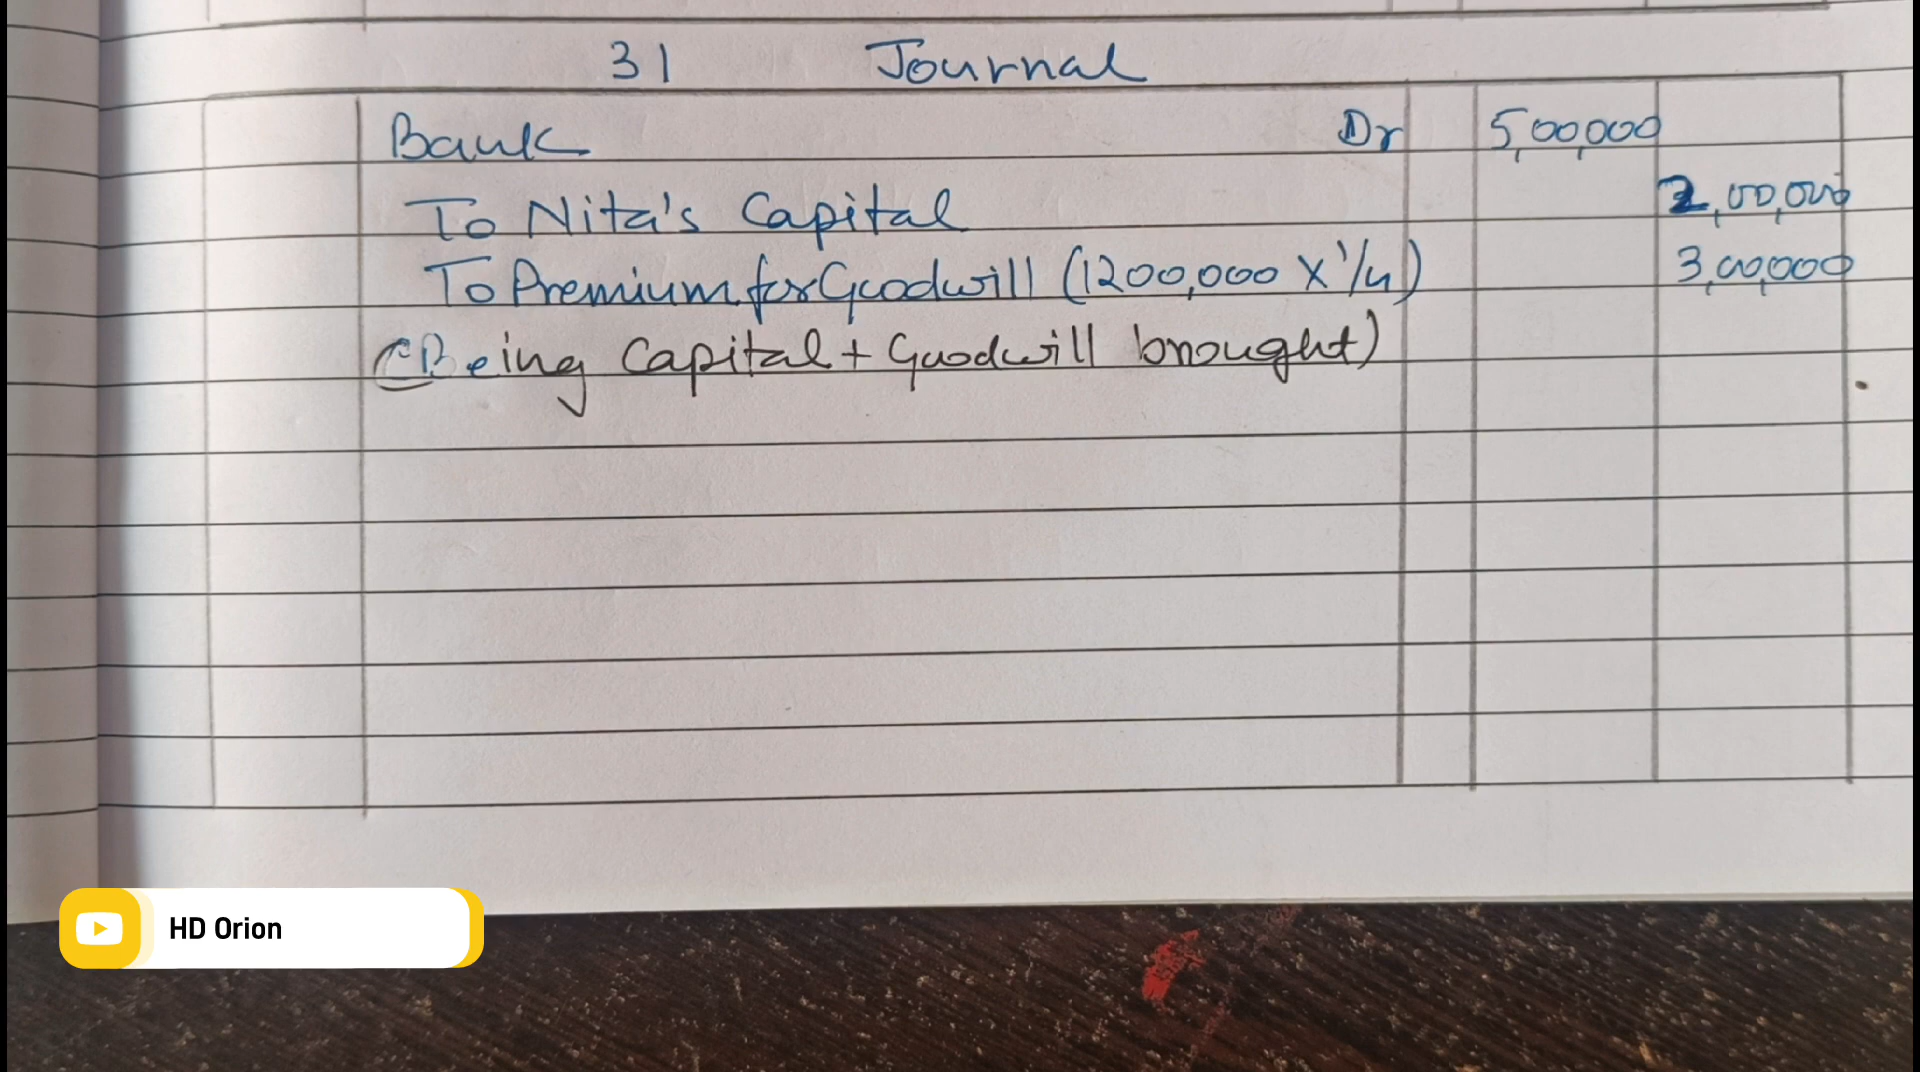 31 Journal
Bank Dr 5,00,000
To Nita's Capital 2,00,000
To Premium for Goodwill (1200,000 X 1/4) 3,00,000
(Being Capital + Goodwill brought)
HD Orion